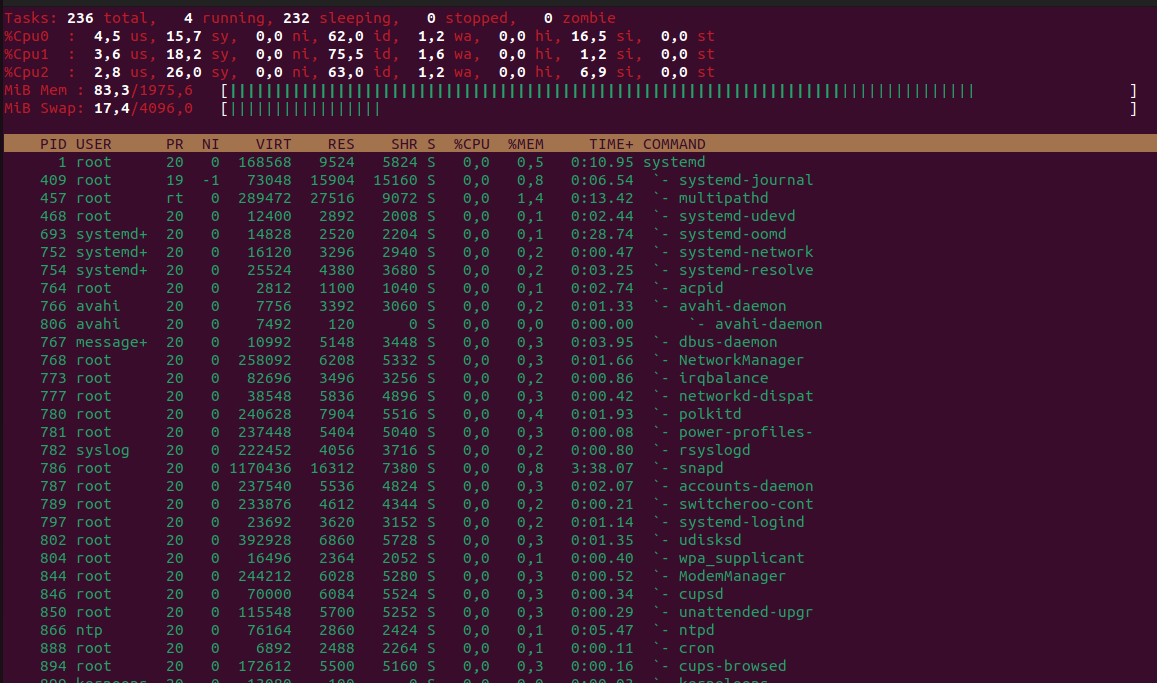 Tasks: 236 total, 4 running, 232 sleeping, 0 stopped, 0 zombie
%Cpu0 : 4,5 us, 15,7 sy, 0,0 ni, 62,0 id, 1,2 wa, 0,0 hi, 16,5 si, 0,0 st
%Cpu1 : 3,6 us, 18,2 sy, 0,0 ni, 75,5 id, 1,6 wa, 0,0 hi, 1,2 si, 0,0 st
%Cpu2 : 2,8 us, 26,0 sy, 0,0 ni, 63,0 id, 1,2 wa, 0,0 hi, 6,9 si, 0,0 st
MiB Mem : 83,3/1975,6 [||||||||||||||||||||||||||||||||||||||||||||||||||||||||||||||||||||||||||||||||||| ]
MiB Swap: 17,4/4096,0 [||||||||||||||||| ]
PID USER PR NI VIRT RES SHR S %CPU %MEM TIME+ COMMAND
1 root 20 0 168568 9524 5824 S 0,0 0,5 0:10.95 systemd
409 root 19 -1 73048 15904 15160 S 0,0 0,8 0:06.54 `- systemd-journal
457 root rt 0 289472 27516 9072 S 0,0 1,4 0:13.42 `- multipathd
468 root 20 0 12400 2892 2008 S 0,0 0,1 0:02.44 `- systemd-udevd
693 systemd+ 20 0 14828 2520 2204 S 0,0 0,1 0:28.74 `- systemd-oomd
752 systemd+ 20 0 16120 3296 2940 S 0,0 0,2 0:00.47 `- systemd-network
754 systemd+ 20 0 25524 4380 3680 S 0,0 0,2 0:03.25 `- systemd-resolve
764 root 20 0 2812 1100 1040 S 0,0 0,1 0:02.74 `- acpid
766 avahi 20 0 7756 3392 3060 S 0,0 0,2 0:01.33 `- avahi-daemon
806 avahi 20 0 7492 120 0 S 0,0 0,0 0:00.00 `- avahi-daemon
767 message+ 20 0 10992 5148 3448 S 0,0 0,3 0:03.95 `- dbus-daemon
768 root 20 0 258092 6208 5332 S 0,0 0,3 0:01.66 `- NetworkManager
773 root 20 0 82696 3496 3256 S 0,0 0,2 0:00.86 `- irqbalance
777 root 20 0 38548 5836 4896 S 0,0 0,3 0:00.42 `- networkd-dispat
780 root 20 0 240628 7904 5516 S 0,0 0,4 0:01.93 `- polkitd
781 root 20 0 237448 5404 5040 S 0,0 0,3 0:00.08 `- power-profiles-
782 syslog 20 0 222452 4056 3716 S 0,0 0,2 0:00.80 `- rsyslogd
786 root 20 0 1170436 16312 7380 S 0,0 0,8 3:38.07 `- snapd
787 root 20 0 237540 5536 4824 S 0,0 0,3 0:02.07 `- accounts-daemon
789 root 20 0 233876 4612 4344 S 0,0 0,2 0:00.21 `- switcheroo-cont
797 root 20 0 23692 3620 3152 S 0,0 0,2 0:01.14 `- systemd-logind
802 root 20 0 392928 6860 5728 S 0,0 0,3 0:01.35 `- udisksd
804 root 20 0 16496 2364 2052 S 0,0 0,1 0:00.40 `- wpa_supplicant
844 root 20 0 244212 6028 5280 S 0,0 0,3 0:00.52 `- ModemManager
846 root 20 0 70000 6084 5524 S 0,0 0,3 0:00.34 `- cupsd
850 root 20 0 115548 5700 5252 S 0,0 0,3 0:00.29 `- unattended-upgr
866 ntp 20 0 76164 2860 2424 S 0,0 0,1 0:05.47 `- ntpd
888 root 20 0 6892 2488 2264 S 0,0 0,1 0:00.11 `- cron
894 root 20 0 172612 5500 5160 S 0,0 0,3 0:00.16 `- cups-browsed